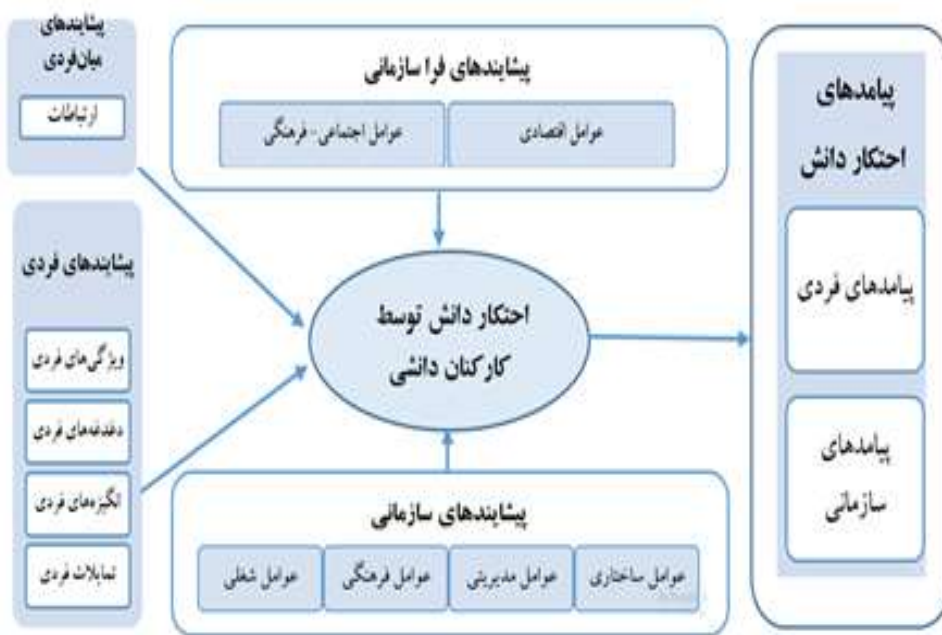 پیشایندهای
میان‌فردی
ارتباطات
پیشایندهای فرا سازمانی
عوامل اقتصادی
عوامل اجتماعی- فرهنگی
پیامدهای
احتکار دانش
پیامدهای فردی
پیامدهای
سازمانی
احتکار دانش توسط
کارکنان دانشی
پیشایندهای فردی
ویژگی‌های فردی
دغدغه‌های فردی
انگیزه‌های فردی
تمایلات فردی
پیشایندهای سازمانی
عوامل ساختاری
عوامل مدیریتی
عوامل فرهنگی
عوامل شغلی